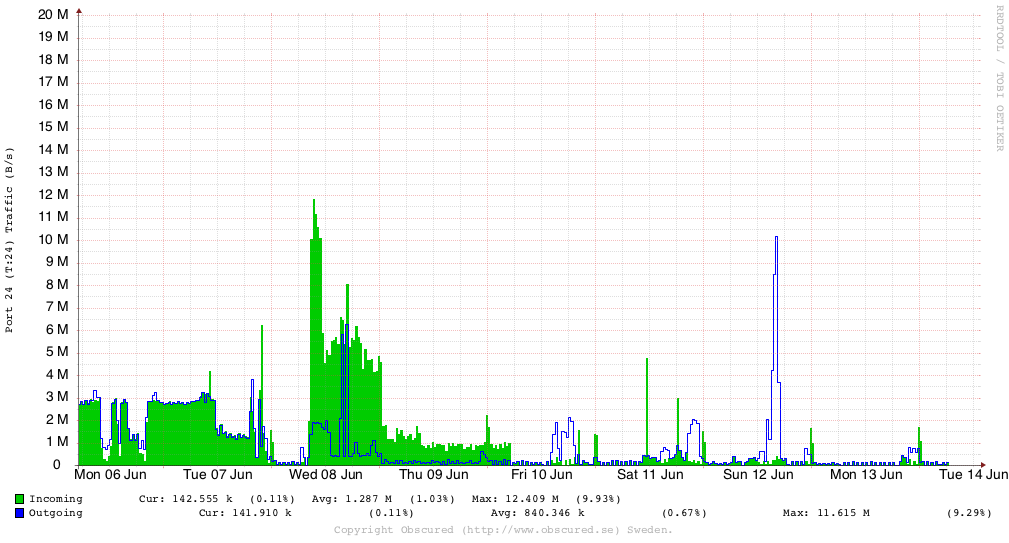 20 M
19 M
18 M
17 M
16 M
15 M
14 M
13 M
12 M
11 M
10 M
9 M
8 M
7 M
6 M
5 M
4 M
3 M
2 M
1 M
0
Port 24 (T:24) Traffic (B/s)
RRDTOOL / TOBI OETIKER
Mon 06 Jun Tue 07 Jun Wed 08 Jun Thu 09 Jun Fri 10 Jun Sat 11 Jun Sun 12 Jun Mon 13 Jun Tue 14 Jun
Incoming Cur: 142.555 k (0.11%) Avg: 1.287 M (1.03%) Max: 12.409 M (9.93%)
Outgoing Cur: 141.910 k (0.11%) Avg: 840.346 k (0.67%) Max: 11.615 M (9.29%)
Copyright Obscured (http://www.obscured.se) Sweden.